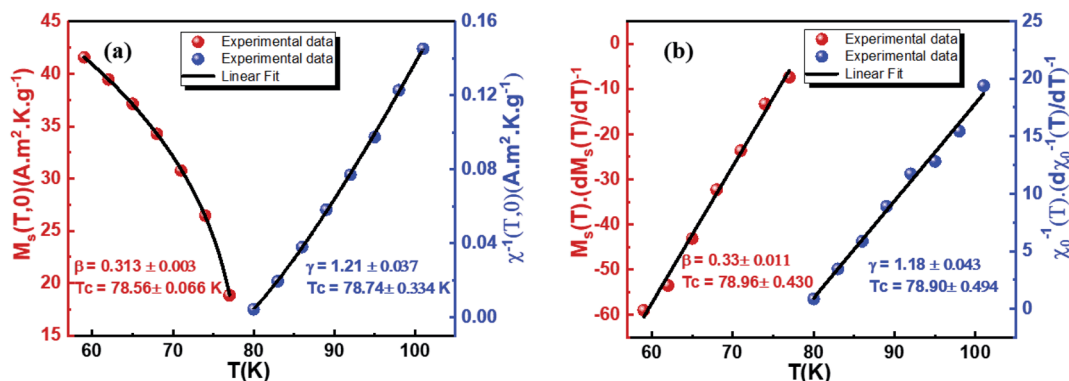 (a)
Experimental data
Experimental data
Linear Fit
45
40
35
30
25
20
15
Mₛ(T,0)(A.m².K.g⁻¹)
β = 0.313 ± 0.003
Tc = 78.56± 0.066 K
γ = 1.21 ± 0.037
Tc = 78.74± 0.334 K
0.16
0.12
0.08
0.04
0.00
χ⁻¹(T,0)(A.m².K.g⁻¹)
60 70 80 90 100
T(K)
(b)
Experimental data
Experimental data
Linear Fit
0
-10
-20
-30
-40
-50
-60
Mₛ(T).(dMₛ(T)/dT)⁻¹
β = 0.33± 0.011
Tc = 78.96± 0.430
γ = 1.18± 0.043
Tc = 78.90± 0.494
25
20
15
10
5
0
χ₀⁻¹(T).(dχ₀⁻¹(T)/dT)⁻¹
60 70 80 90 100
T(K)